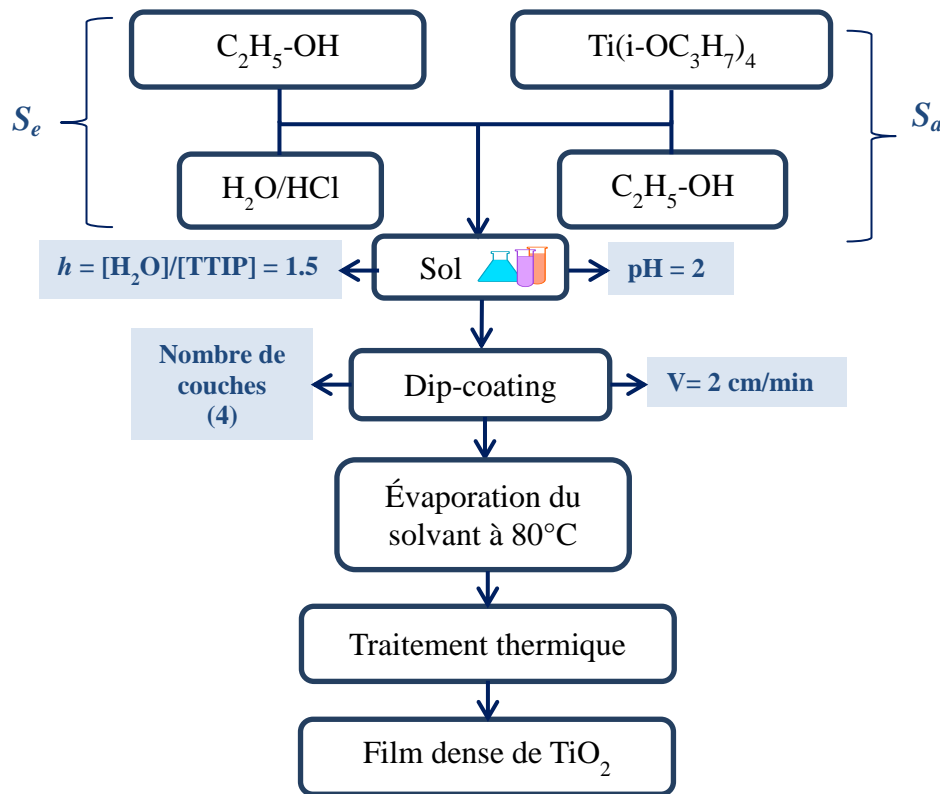 C₂H₅-OH
Ti(i-OC₃H₇)₄
Sₑ
Sₐ
H₂O/HCl
C₂H₅-OH
h = [H₂O]/[TTIP] = 1.5
Sol
pH = 2
Nombre de
couches
(4)
Dip-coating
V= 2 cm/min
Évaporation du
solvant à 80°C
Traitement thermique
Film dense de TiO₂